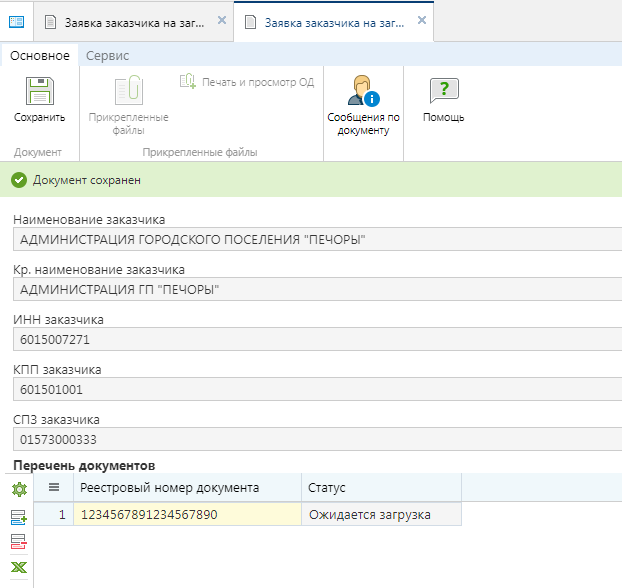 Заявка заказчика на заг... Заявка заказчика на заг...
Основное Сервис
Сохранить
Документ
Прикрепленные
файлы
Печать и просмотр ОД
Прикрепленные файлы
Сообщения по
документу
Помощь
Документ сохранен
Наименование заказчика
АДМИНИСТРАЦИЯ ГОРОДСКОГО ПОСЕЛЕНИЯ "ПЕЧОРЫ"
Кр. наименование заказчика
АДМИНИСТРАЦИЯ ГП "ПЕЧОРЫ"
ИНН заказчика
6015007271
КПП заказчика
601501001
СПЗ заказчика
01573000333
Перечень документов
Реестровый номер документа Статус
1 1234567891234567890 Ожидается загрузка